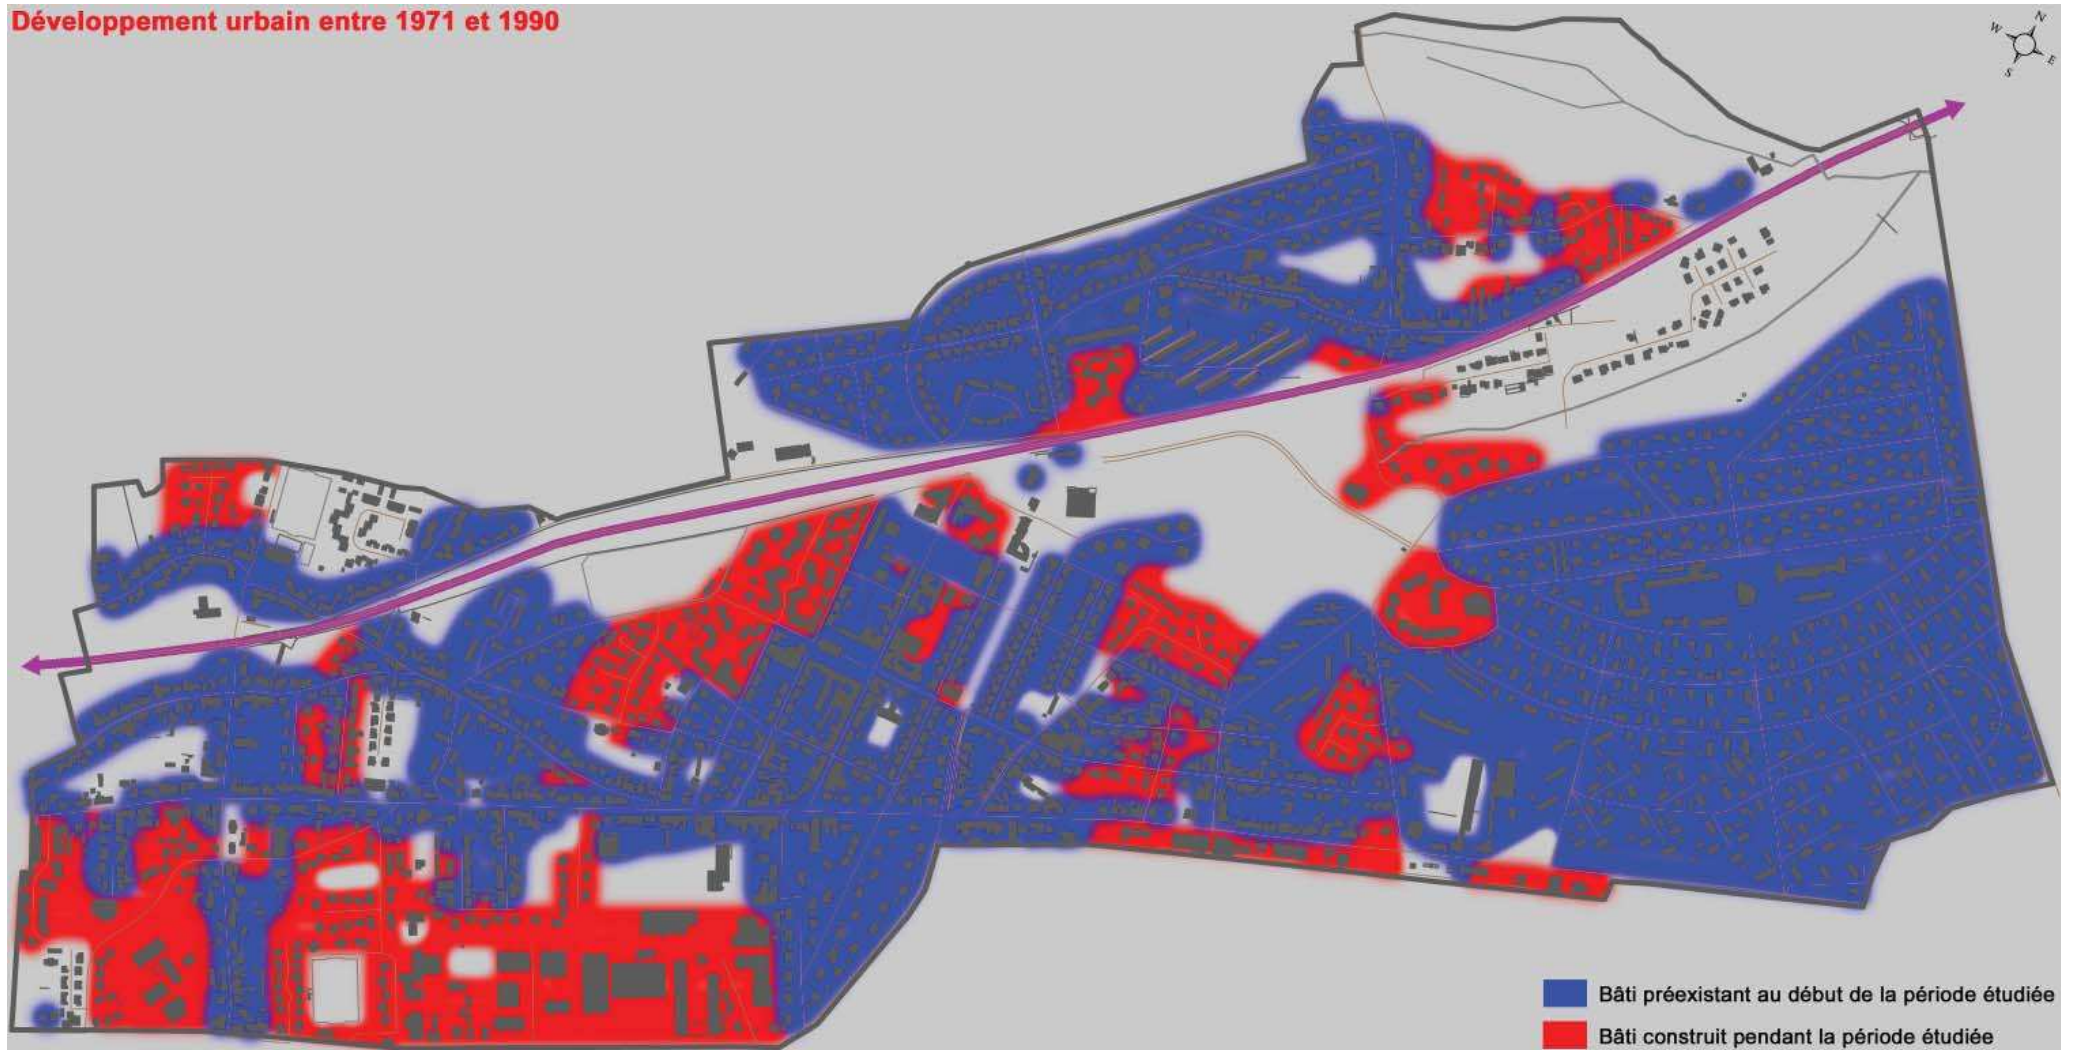 Développement urbain entre 1971 et 1990
N
W
E
S
Bâti préexistant au début de la période étudiée
Bâti construit pendant la période étudiée